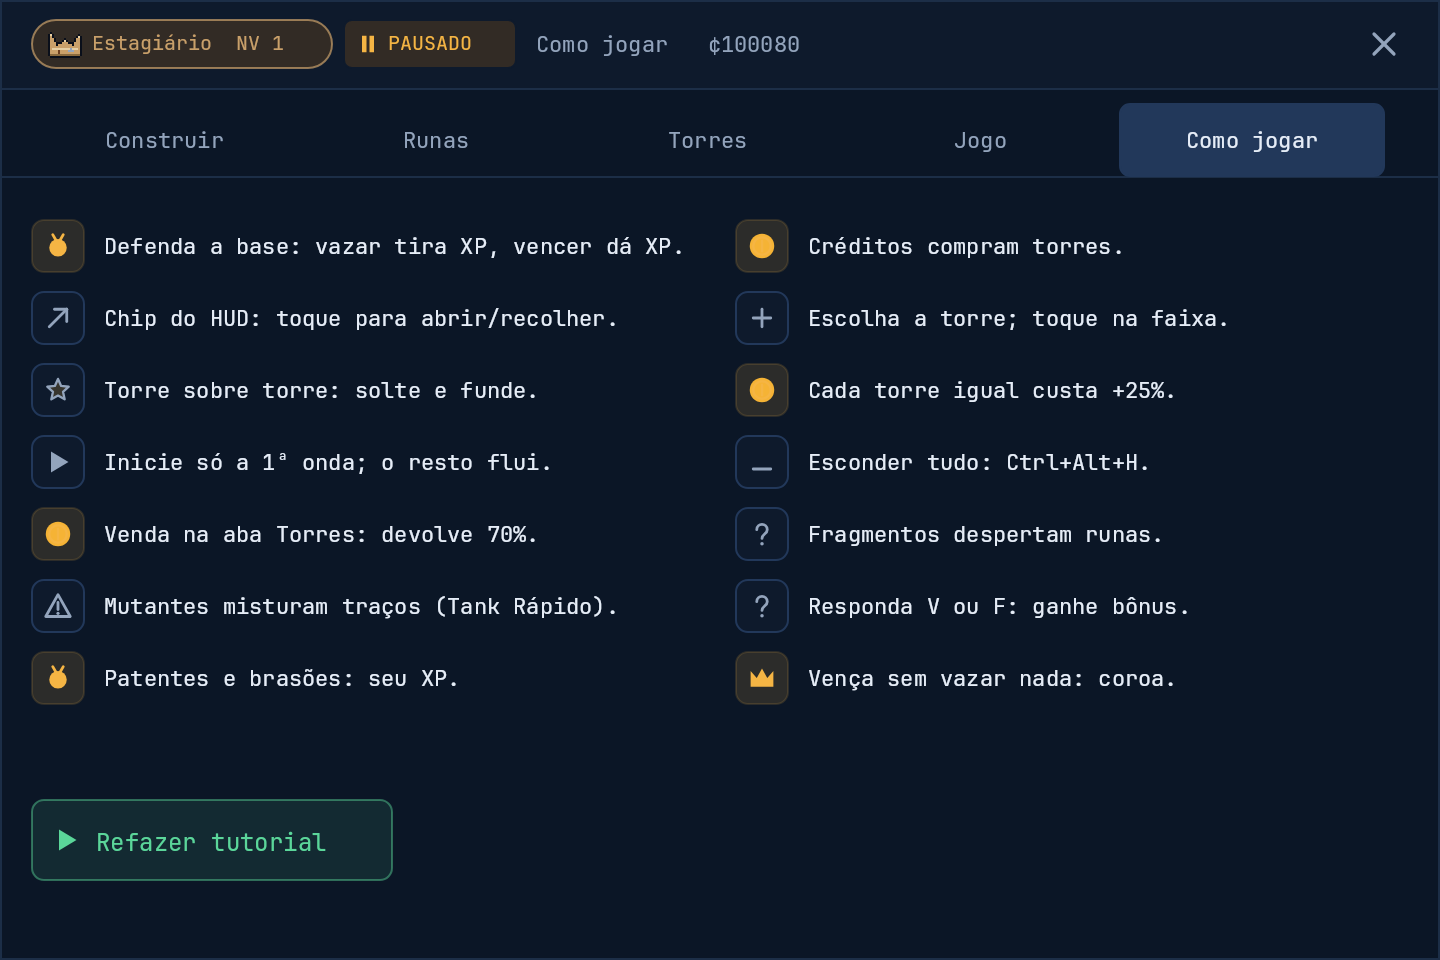 Estagiário NV 1
PAUSADO
Como jogar
¢100080
Construir
Runas
Torres
Jogo
Como jogar
Defenda a base: vazar tira XP, vencer dá XP.
Créditos compram torres.
Chip do HUD: toque para abrir/recolher.
Escolha a torre; toque na faixa.
Torre sobre torre: solte e funde.
Cada torre igual custa +25%.
Inicie só a 1ª onda; o resto flui.
Esconder tudo: Ctrl+Alt+H.
Venda na aba Torres: devolve 70%.
Fragmentos despertam runas.
Mutantes misturam traços (Tank Rápido).
Responda V ou F: ganhe bônus.
Patentes e brasões: seu XP.
Vença sem vazar nada: coroa.
Refazer tutorial